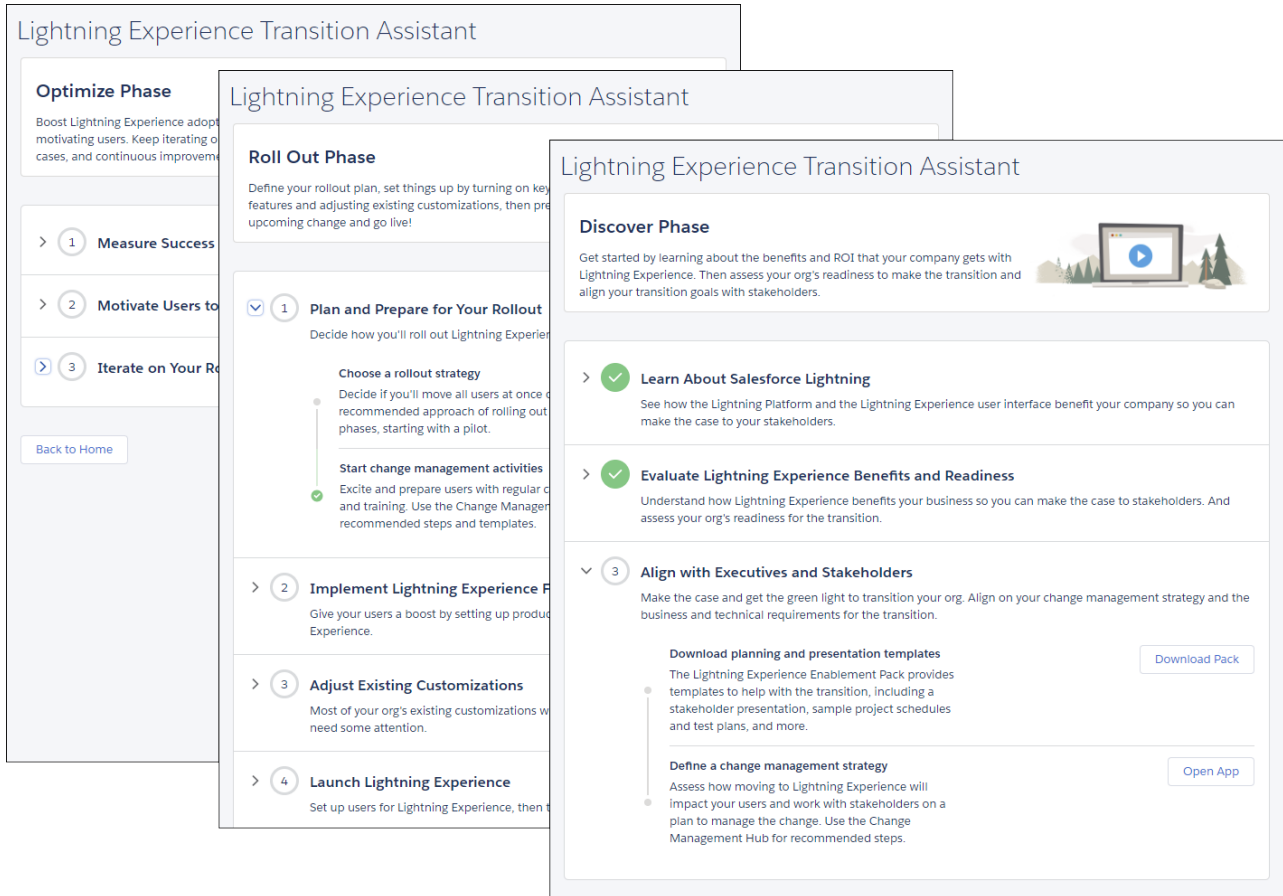 Lightning Experience Transition Assistant
Optimize Phase
Boost Lightning Experience adopt
motivating users. Keep iterating o
cases, and continuous improveme
1 Measure Success
2 Motivate Users to
3 Iterate on Your Ro
Back to Home
Lightning Experience Transition Assistant
Roll Out Phase
Define your rollout plan, set things up by turning on key
features and adjusting existing customizations, then pre
upcoming change and go live!
1 Plan and Prepare for Your Rollout
Decide how you'll roll out Lightning Experien
Choose a rollout strategy
Decide if you'll move all users at once o
recommended approach of rolling out
phases, starting with a pilot.
Start change management activities
Excite and prepare users with regular c
and training. Use the Change Managem
recommended steps and templates.
2 Implement Lightning Experience F
Give your users a boost by setting up produc
Experience.
3 Adjust Existing Customizations
Most of your org's existing customizations w
need some attention.
4 Launch Lightning Experience
Set up users for Lightning Experience, then t
Lightning Experience Transition Assistant
Discover Phase
Get started by learning about the benefits and ROI that your company gets with
Lightning Experience. Then assess your org's readiness to make the transition and
align your transition goals with stakeholders.
Learn About Salesforce Lightning
See how the Lightning Platform and the Lightning Experience user interface benefit your company so you can
make the case to your stakeholders.
Evaluate Lightning Experience Benefits and Readiness
Understand how Lightning Experience benefits your business so you can make the case to stakeholders. And
assess your org's readiness for the transition.
3 Align with Executives and Stakeholders
Make the case and get the green light to transition your org. Align on your change management strategy and the
business and technical requirements for the transition.
Download planning and presentation templates
Download Pack
The Lightning Experience Enablement Pack provides
templates to help with the transition, including a
stakeholder presentation, sample project schedules
and test plans, and more.
Define a change management strategy
Open App
Assess how moving to Lightning Experience will
impact your users and work with stakeholders on a
plan to manage the change. Use the Change
Management Hub for recommended steps.